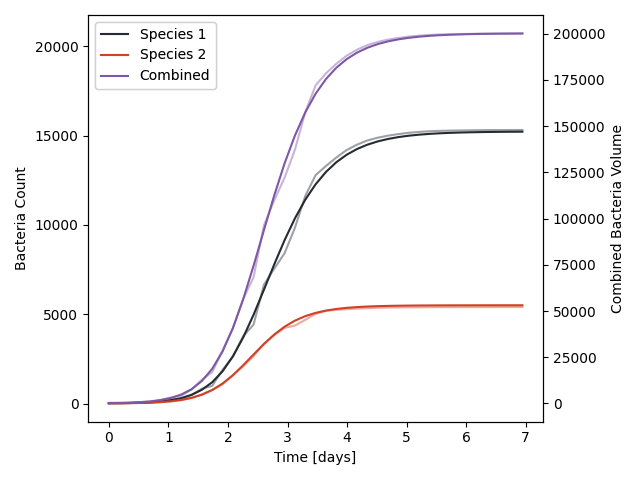 Species 1
Species 2
Combined
20000
15000
10000
5000
0
Bacteria Count
200000
175000
150000
125000
100000
75000
50000
25000
0
Combined Bacteria Volume
0 1 2 3 4 5 6 7
Time [days]